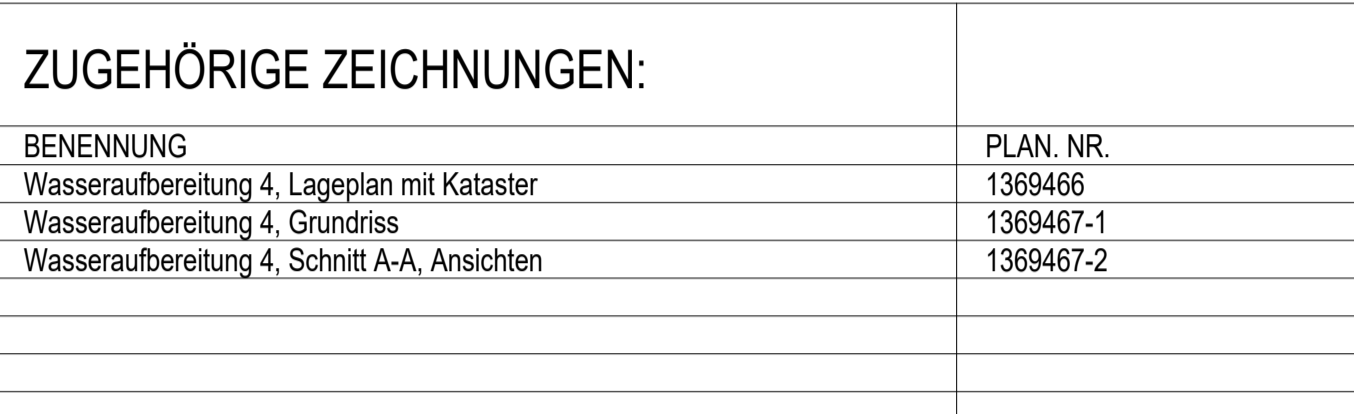 ZUGEHÖRIGE ZEICHNUNGEN:
BENENNUNG PLAN. NR.
Wasseraufbereitung 4, Lageplan mit Kataster 1369466
Wasseraufbereitung 4, Grundriss 1369467-1
Wasseraufbereitung 4, Schnitt A-A, Ansichten 1369467-2